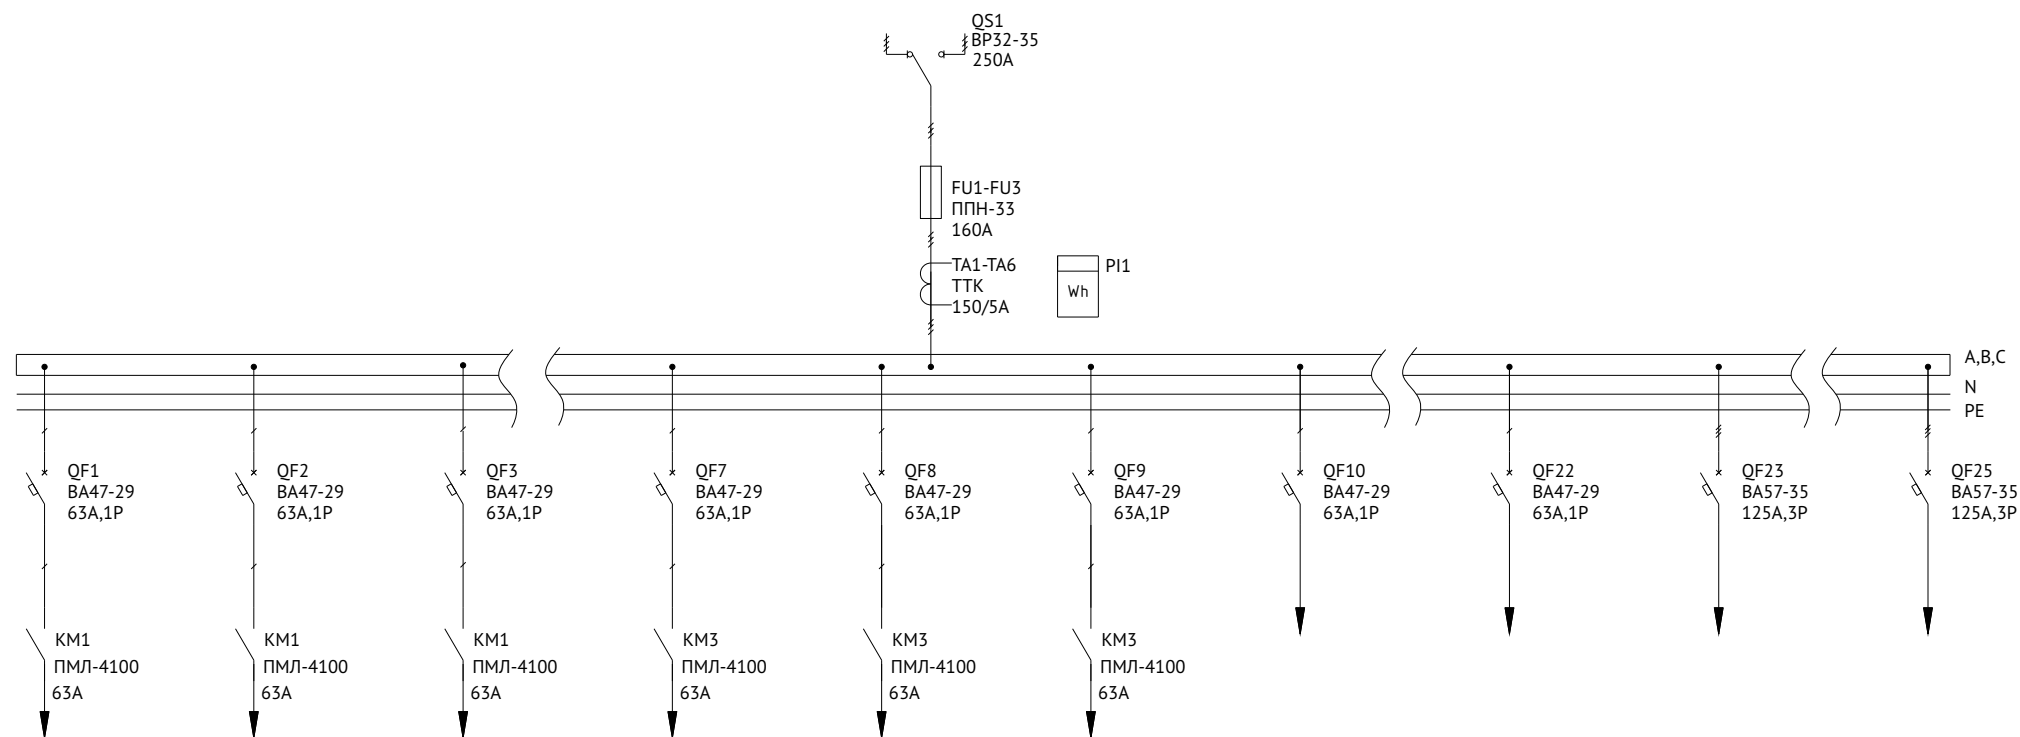 QS1
ВР32-35
250А
FU1-FU3
ППН-33
160А
ТА1-ТА6
ТТК
150/5А
PI1
Wh
А,В,С
N
PE
QF1
ВА47-29
63А,1Р
QF2
ВА47-29
63А,1Р
QF3
ВА47-29
63А,1Р
QF7
ВА47-29
63А,1Р
QF8
ВА47-29
63А,1Р
QF9
ВА47-29
63А,1Р
QF10
ВА47-29
63А,1Р
QF22
ВА47-29
63А,1Р
QF23
ВА57-35
125А,3Р
QF25
ВА57-35
125А,3Р
КМ1
ПМЛ-4100
63А
КМ1
ПМЛ-4100
63А
КМ1
ПМЛ-4100
63А
КМ3
ПМЛ-4100
63А
КМ3
ПМЛ-4100
63А
КМ3
ПМЛ-4100
63А